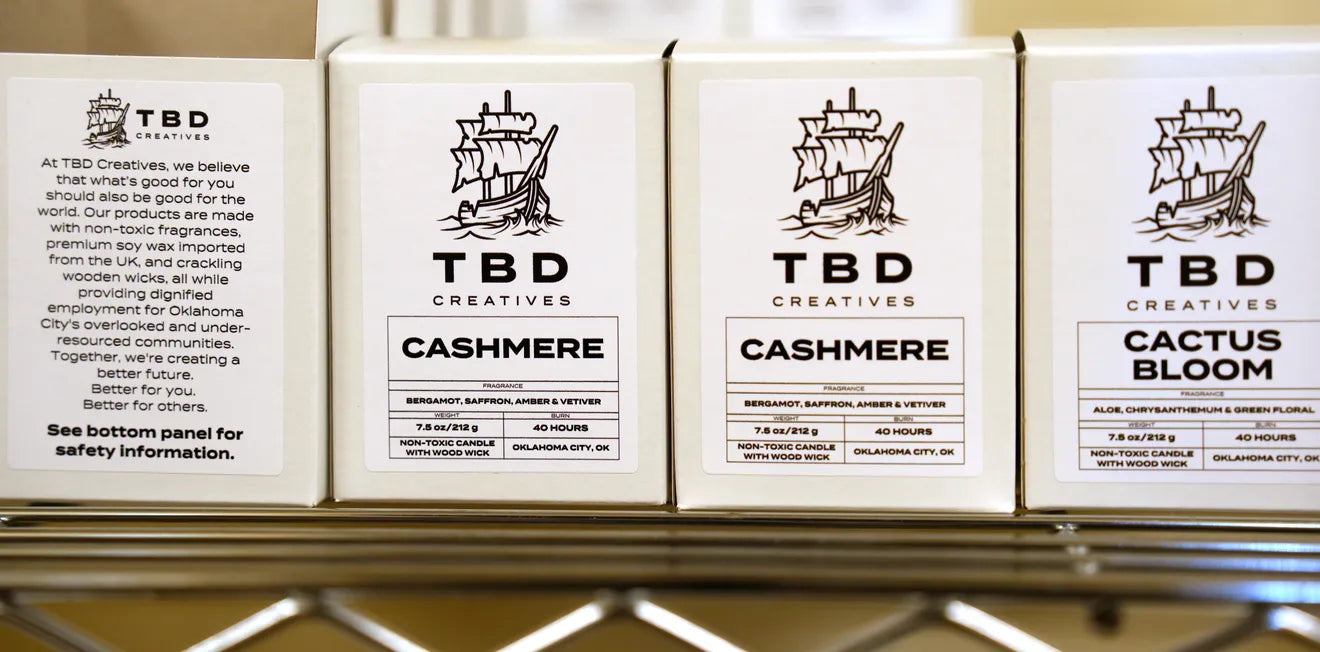 TBD
CREATIVES
At TBD Creatives, we believe
that what's good for you
should also be good for the
world. Our products are made
with non-toxic fragrances,
premium soy wax imported
from the UK, and crackling
wooden wicks, all while
providing dignified
employment for Oklahoma
City's overlooked and under-
resourced communities.
Together, we're creating a
better future.
Better for you.
Better for others.
See bottom panel for
safety information.
TBD
CREATIVES
CASHMERE
FRAGRANCE
BERGAMOT, SAFFRON, AMBER & VETIVER
WEIGHT BURN
7.5 oz/212 g 40 HOURS
NON-TOXIC CANDLE
WITH WOOD WICK
OKLAHOMA CITY, OK
TBD
CREATIVES
CASHMERE
FRAGRANCE
BERGAMOT, SAFFRON, AMBER & VETIVER
WEIGHT BURN
7.5 oz/212 g 40 HOURS
NON-TOXIC CANDLE
WITH WOOD WICK
OKLAHOMA CITY, OK
TBD
CREATIVES
CACTUS
BLOOM
FRAGRANCE
ALOE, CHRYSANTHEMUM & GREEN FLORAL
WEIGHT BURN
7.5 oz/212 g 40 HOURS
NON-TOXIC CANDLE
WITH WOOD WICK
OKLAHOMA CITY, OK